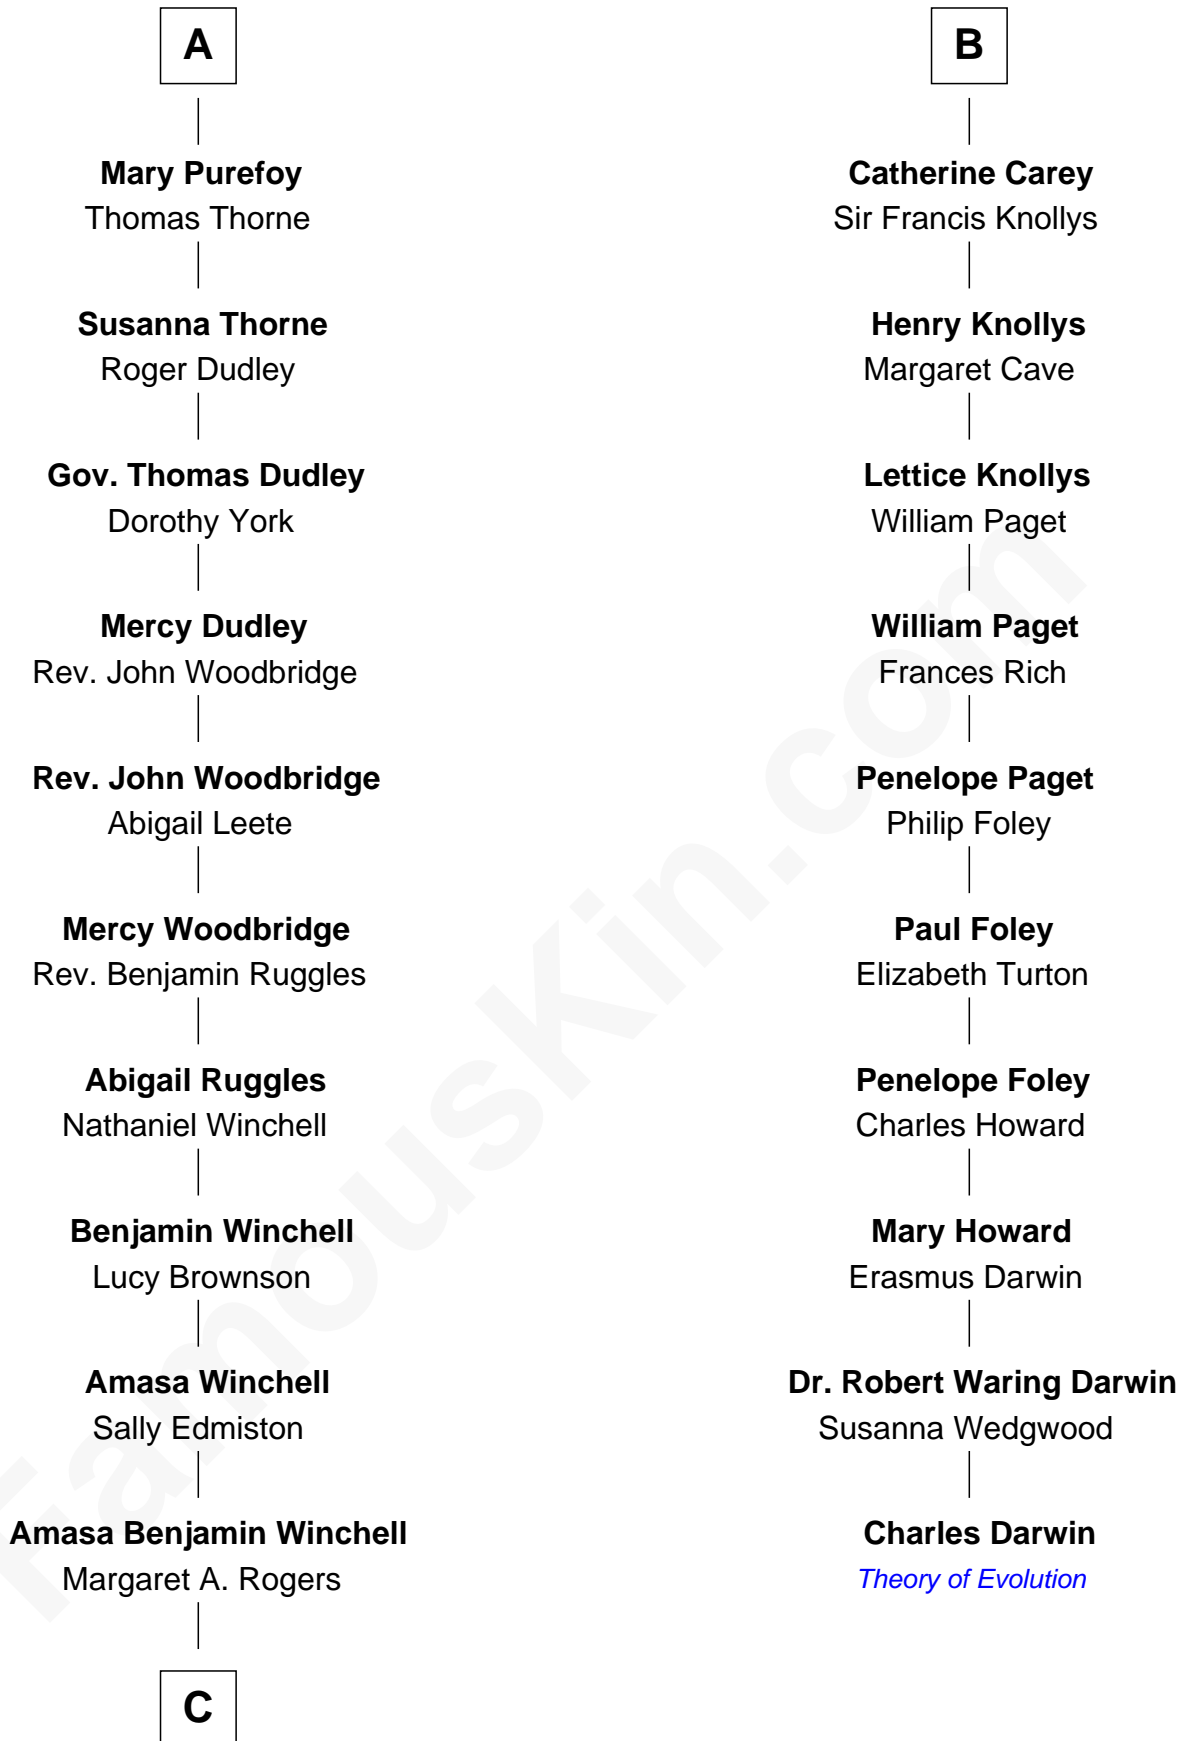 A
Mary Purefoy
Thomas Thorne
Susanna Thorne
Roger Dudley
Gov. Thomas Dudley
Dorothy York
Mercy Dudley
Rev. John Woodbridge
Rev. John Woodbridge
Abigail Leete
Mercy Woodbridge
Rev. Benjamin Ruggles
Abigail Ruggles
Nathaniel Winchell
Benjamin Winchell
Lucy Brownson
Amasa Winchell
Sally Edmiston
Amasa Benjamin Winchell
Margaret A. Rogers
C
B
Catherine Carey
Sir Francis Knollys
Henry Knollys
Margaret Cave
Lettice Knollys
William Paget
William Paget
Frances Rich
Penelope Paget
Philip Foley
Paul Foley
Elizabeth Turton
Penelope Foley
Charles Howard
Mary Howard
Erasmus Darwin
Dr. Robert Waring Darwin
Susanna Wedgwood
Charles Darwin
Theory of Evolution
FamousKin.com